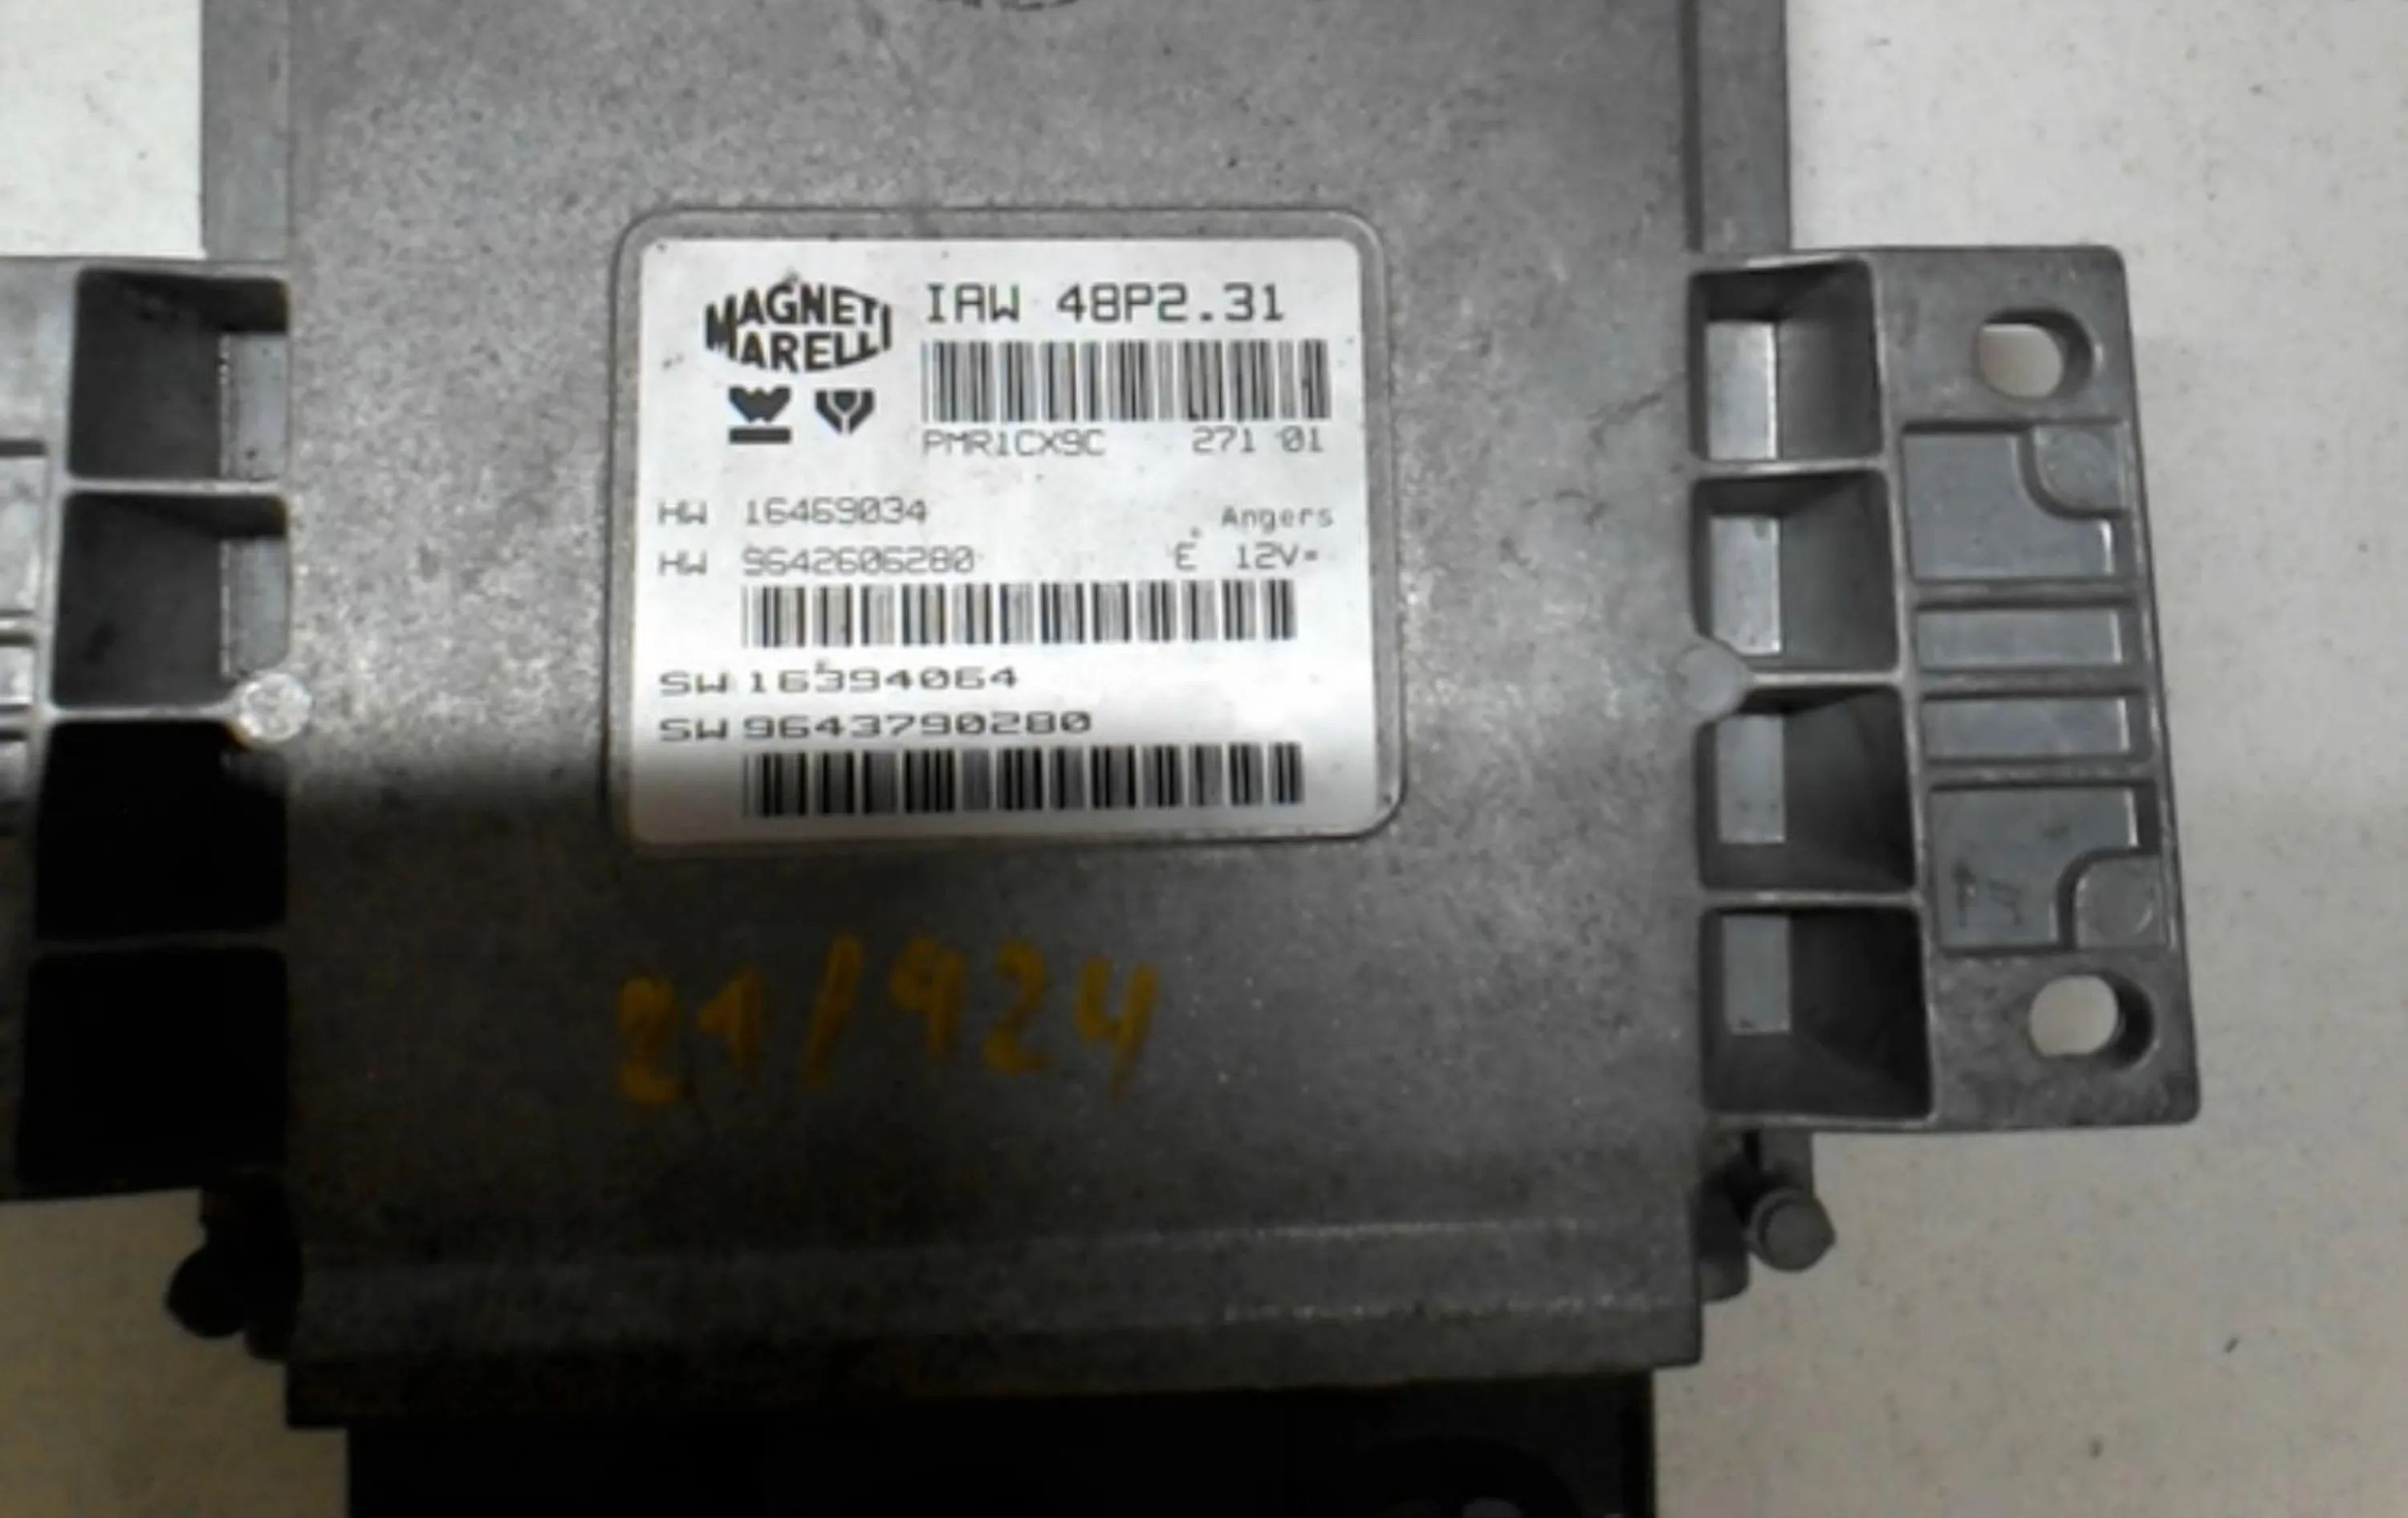 MAGNETI
MARELLI
IAW 48P2.31
PMR1CX9C 271 01
HW 16469034 Angers
HW 9642606280 E 12V=
SW 16394064
SW 9643790280
21/924